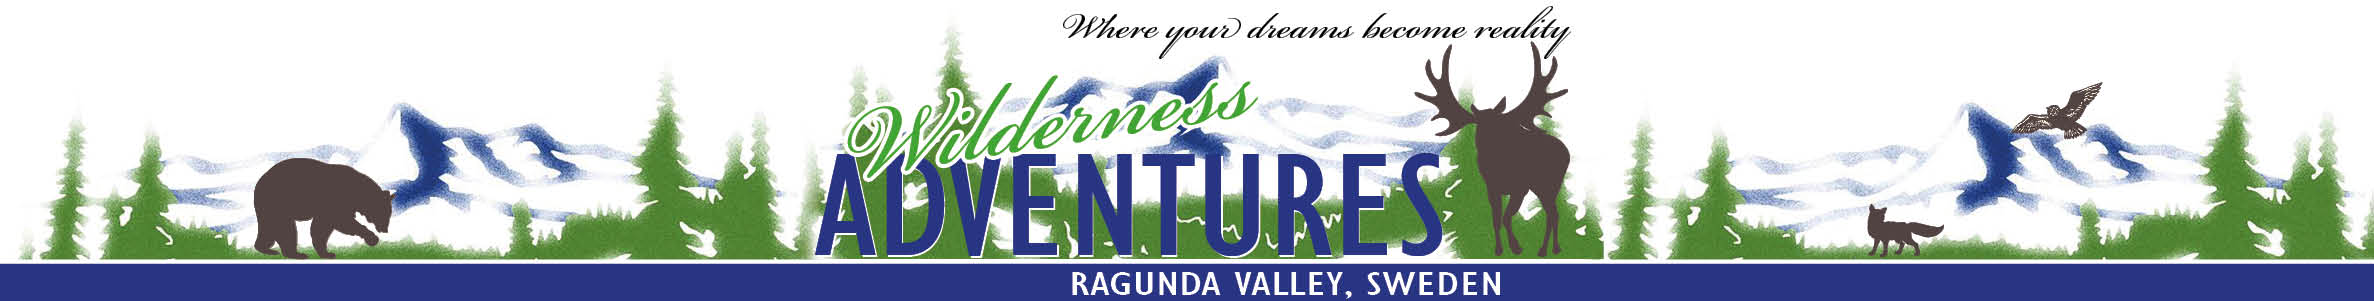 Where your dreams become reality
Wilderness
ADVENTURES
RAGUNDA VALLEY, SWEDEN